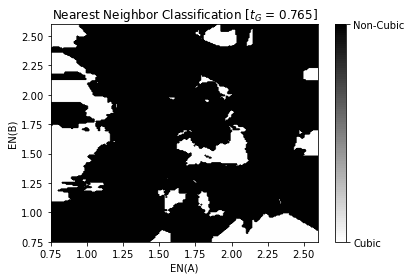 Nearest Neighbor Classification [t_G = 0.765]
Non-Cubic
Cubic
EN(B)
2.50
2.25
2.00
1.75
1.50
1.25
1.00
0.75
0.75 1.00 1.25 1.50 1.75 2.00 2.25 2.50
EN(A)